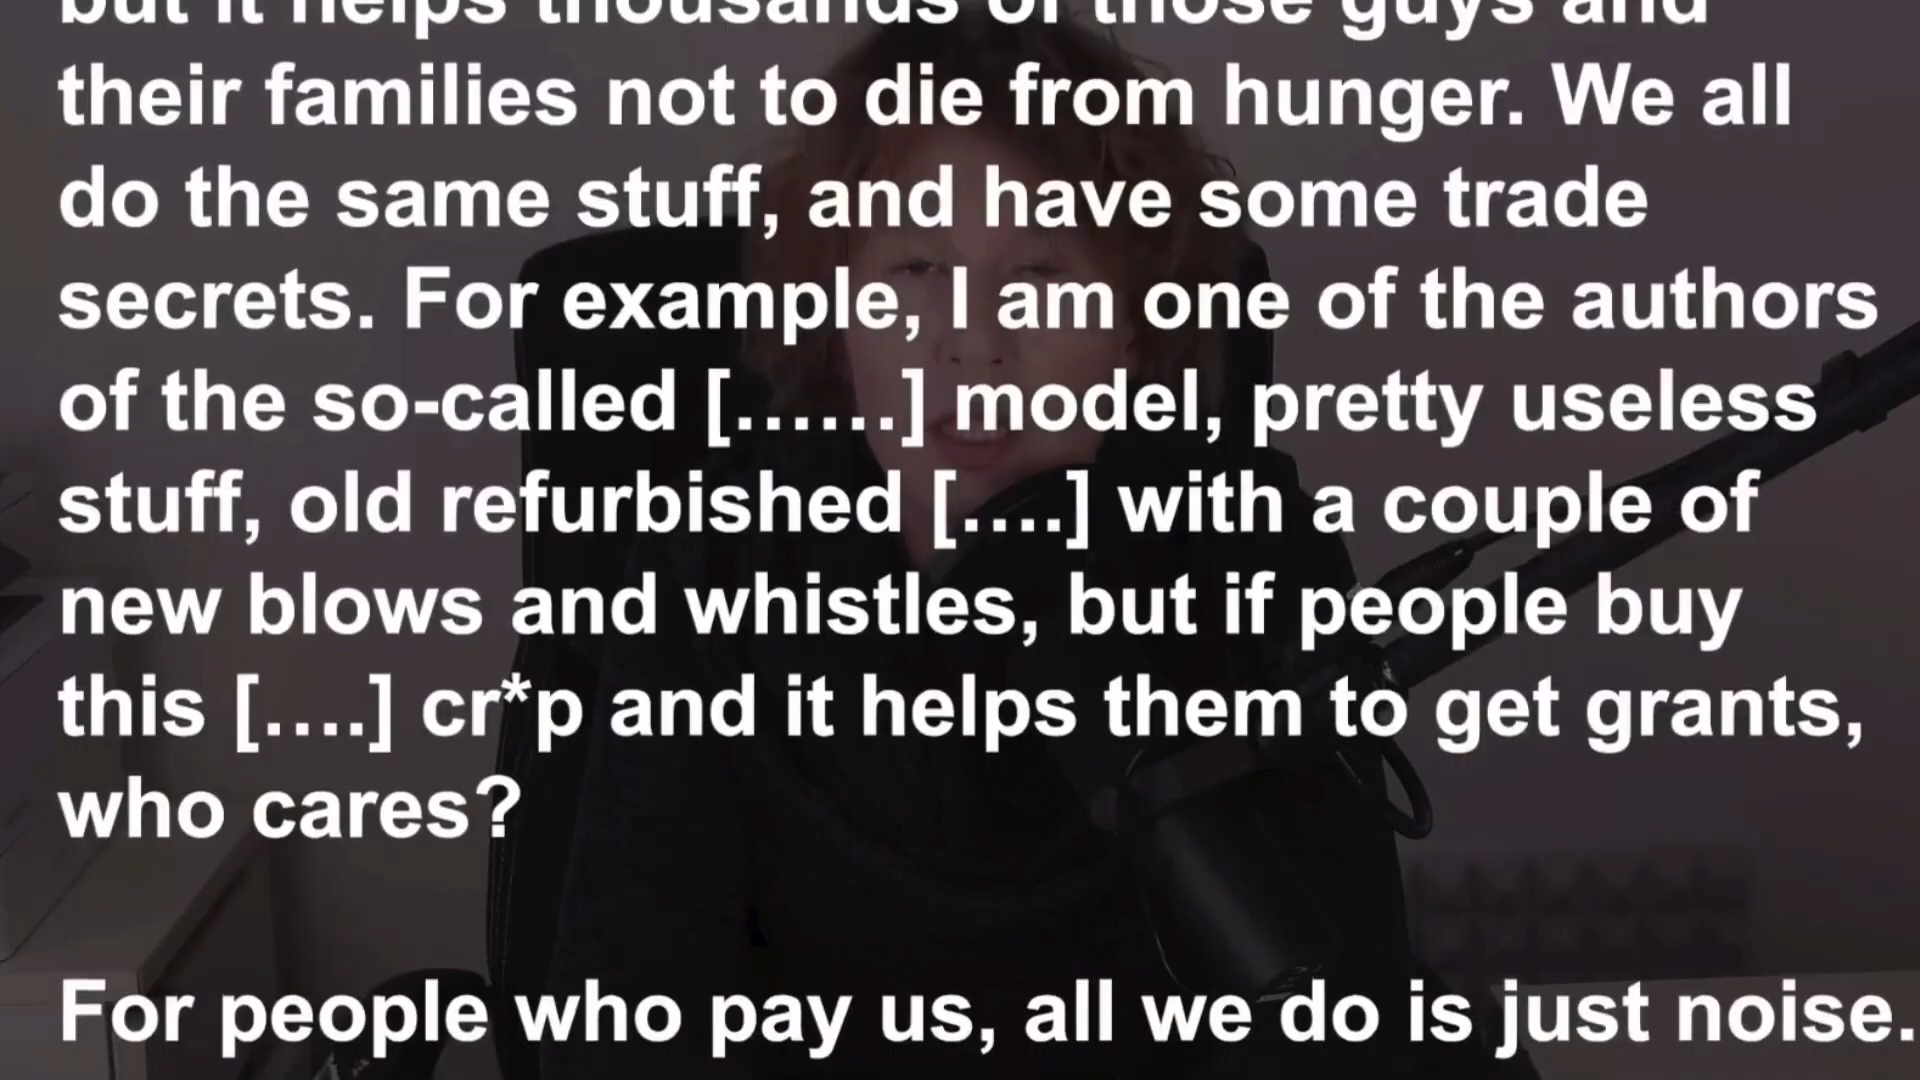 but it helps thousands of those guys and
their families not to die from hunger. We all
do the same stuff, and have some trade
secrets. For example, I am one of the authors
of the so-called [......] model, pretty useless
stuff, old refurbished [....] with a couple of
new blows and whistles, but if people buy
this [....] cr*p and it helps them to get grants,
who cares?
For people who pay us, all we do is just noise.